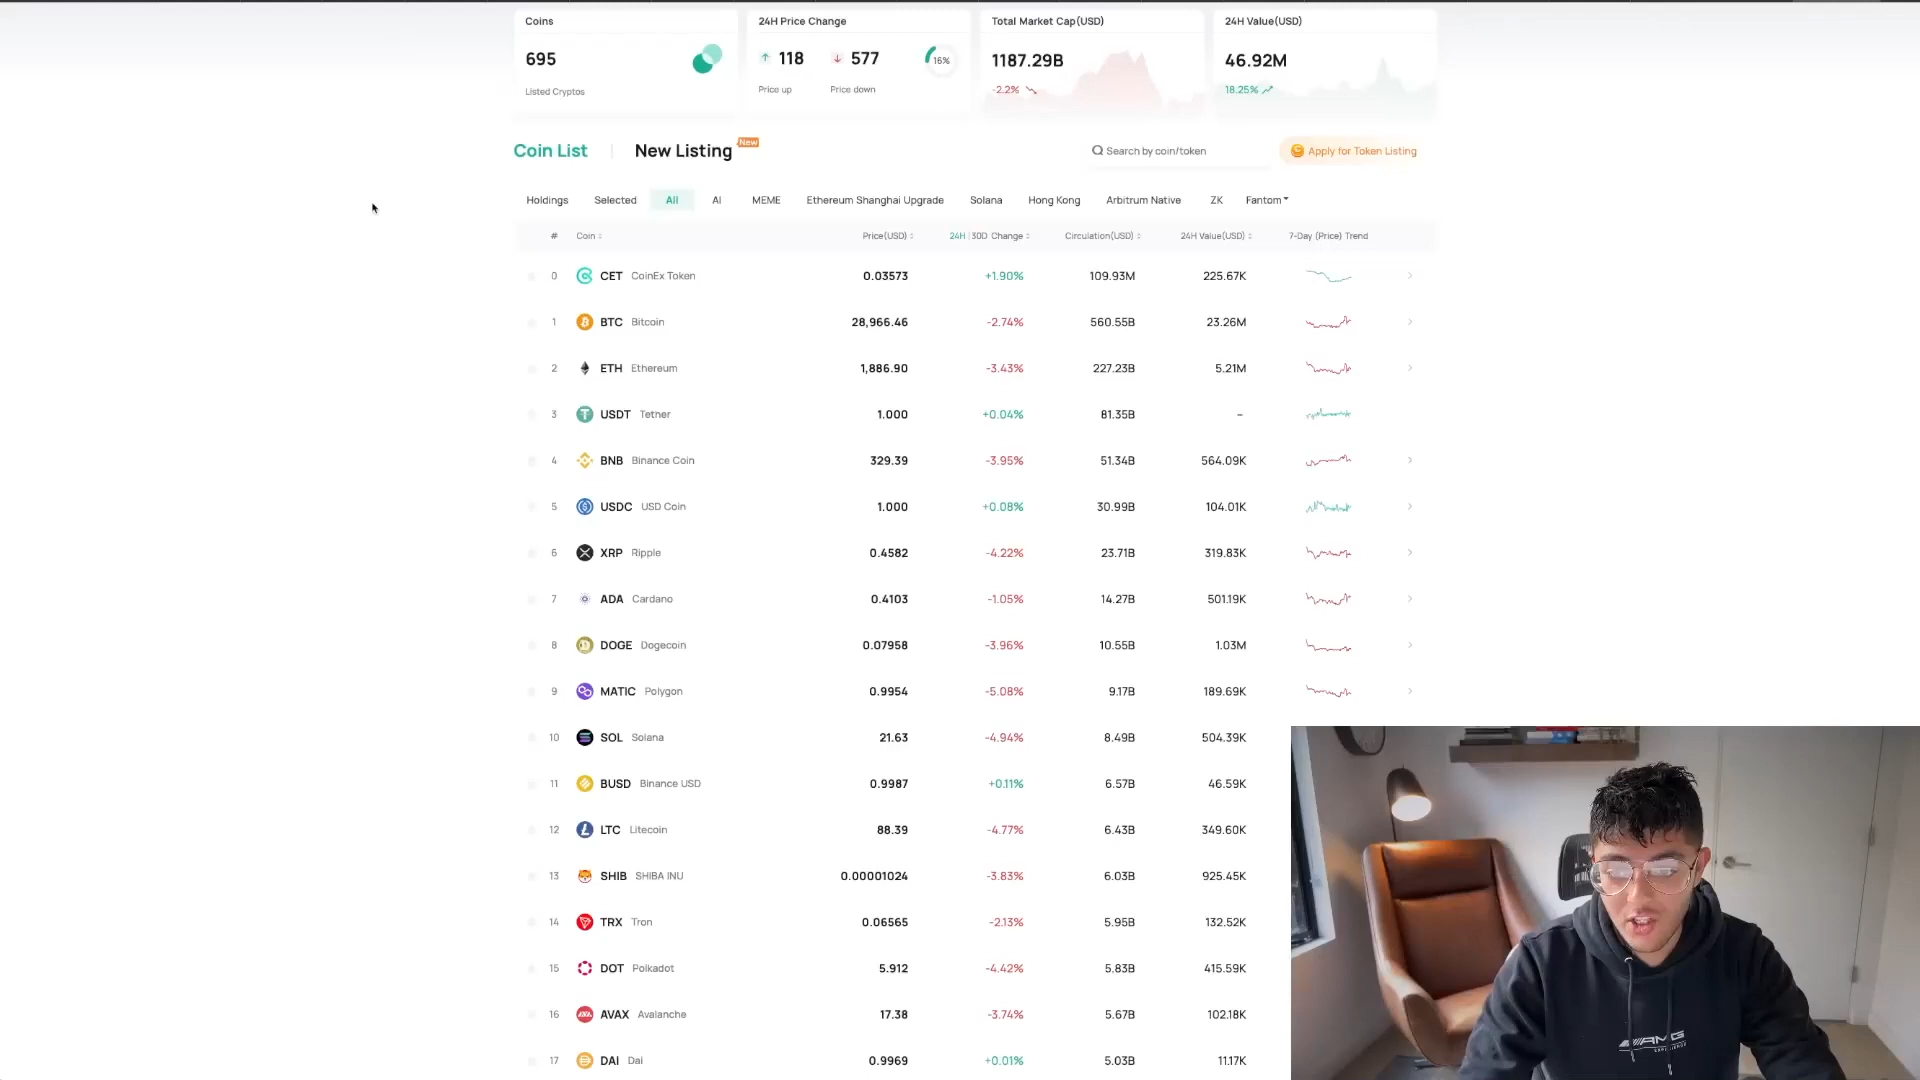 Coins
24H Price Change
Total Market Cap(USD)
24H Value(USD)
695
118
577
16%
1187.29B
46.92M
Listed Cryptos
Price up
Price down
-2.2%
18.25%
Coin List
New Listing
New
Search by coin/token
Apply for Token Listing
Holdings Selected All AI MEME Ethereum Shanghai Upgrade Solana Hong Kong Arbitrum Native ZK Fantom
# Coin Price(USD) 24H | 30D Change Circulation(USD) 24H Value(USD) 7-Day (Price) Trend
0 CET CoinEx Token 0.03573 +1.90% 109.93M 225.67K
1 BTC Bitcoin 28,966.46 -2.74% 560.55B 23.26M
2 ETH Ethereum 1,886.90 -3.43% 227.23B 5.21M
3 USDT Tether 1.000 +0.04% 81.35B –
4 BNB Binance Coin 329.39 -3.95% 51.34B 564.09K
5 USDC USD Coin 1.000 +0.08% 30.99B 104.01K
6 XRP Ripple 0.4582 -4.22% 23.71B 319.83K
7 ADA Cardano 0.4103 -1.05% 14.27B 501.19K
8 DOGE Dogecoin 0.07958 -3.96% 10.55B 1.03M
9 MATIC Polygon 0.9954 -5.08% 9.17B 189.69K
10 SOL Solana 21.63 -4.94% 8.49B 504.39K
11 BUSD Binance USD 0.9987 +0.11% 6.57B 46.59K
12 LTC Litecoin 88.39 -4.77% 6.43B 349.60K
13 SHIB SHIBA INU 0.00001024 -3.83% 6.03B 925.45K
14 TRX Tron 0.06565 -2.13% 5.95B 132.52K
15 DOT Polkadot 5.912 -4.42% 5.83B 415.59K
16 AVAX Avalanche 17.38 -3.74% 5.67B 102.18K
17 DAI Dai 0.9969 +0.01% 5.03B 11.17K
AMG
EXPERIENCE